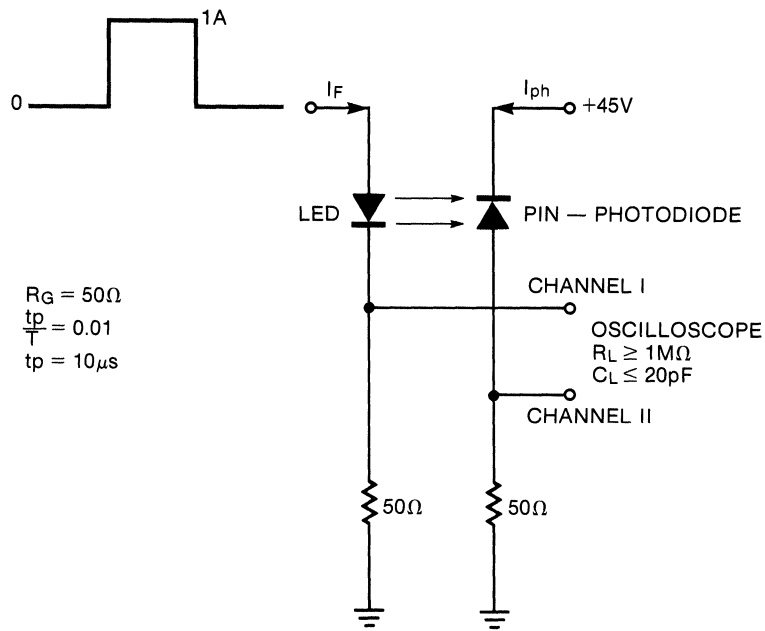 1A
0
IF
Iph
+45V
LED
PIN — PHOTODIODE
CHANNEL I
RG = 50Ω
tp/T = 0.01
tp = 10μs
OSCILLOSCOPE
RL ≥ 1MΩ
CL ≤ 20pF
CHANNEL II
50Ω
50Ω